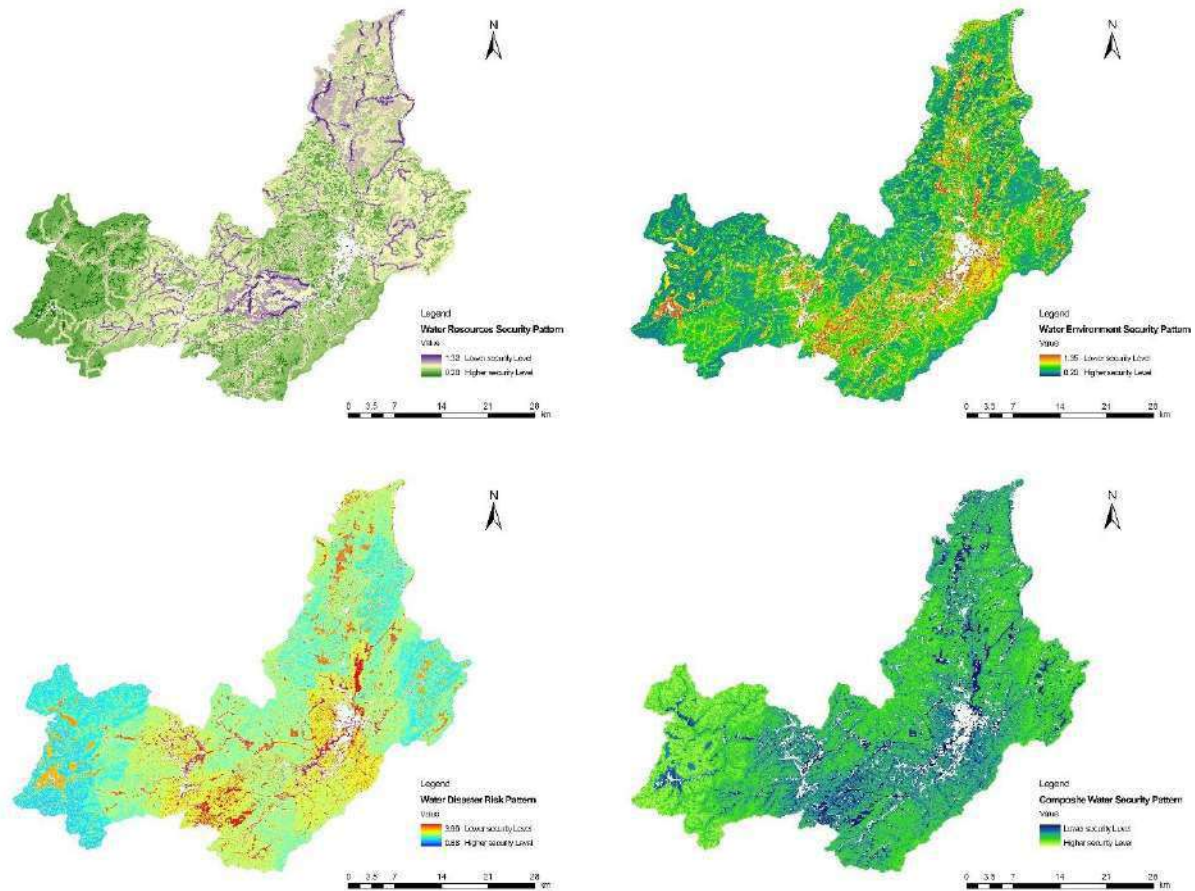 N
Legend
Water Resources Security Pattern
Value
1.32 Lower security Level
0.20 Higher security Level
0 3.5 7 14 21 28
km
N
Legend
Water Environment Security Pattern
Value
1.35 Lower security Level
0.20 Higher security Level
0 3.5 7 14 21 28
km
N
Legend
Water Disaster Risk Pattern
Value
Lower security Level
Higher security Level
0 3.5 7 14 21 28
km
N
Legend
Composite Water Security Pattern
Value
Lower security Level
Higher security Level
0 3.5 7 14 21 28
km